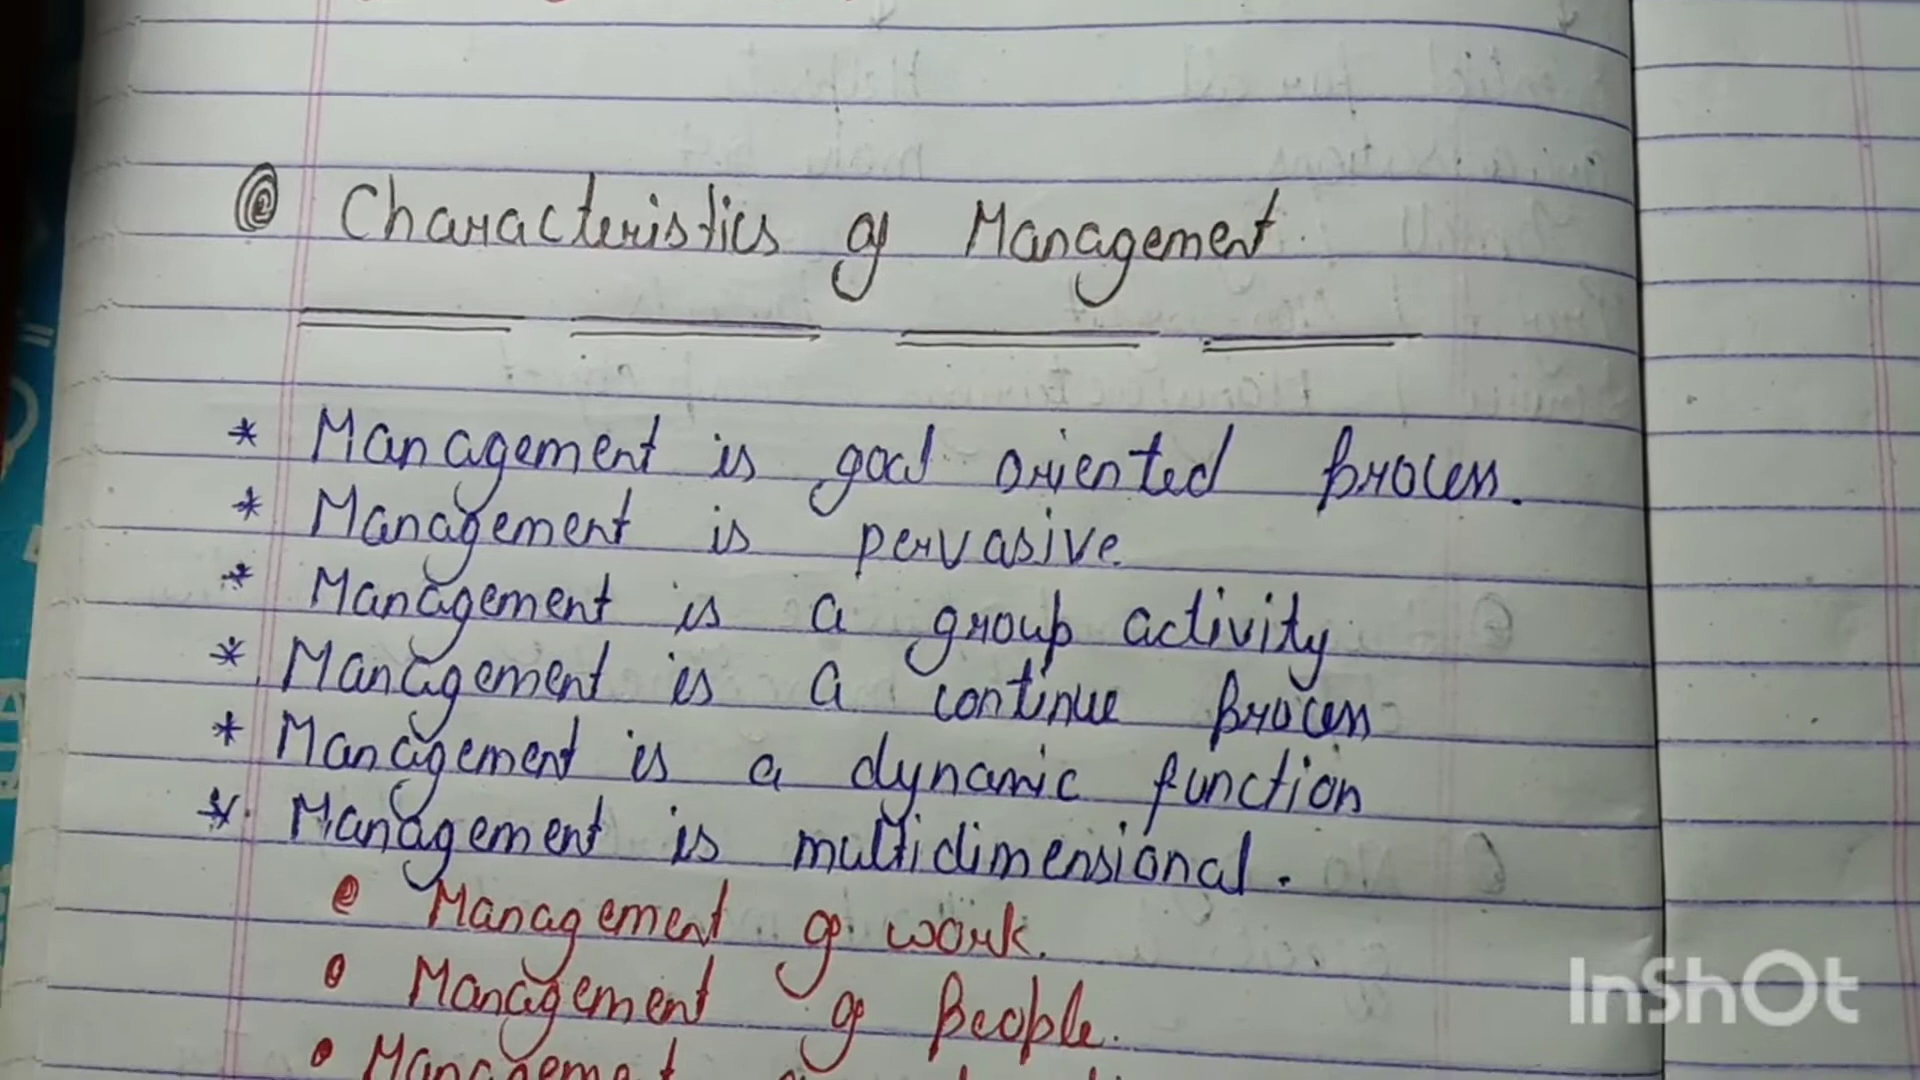 Characteristics of Management
* Management is goal oriented process.
* Management is pervasive.
* Management is a group activity
* Management is a continue process
* Management is a dynamic function
* Management is multidimensional.
• Management of work.
• Management of People.
• Management
InShOt